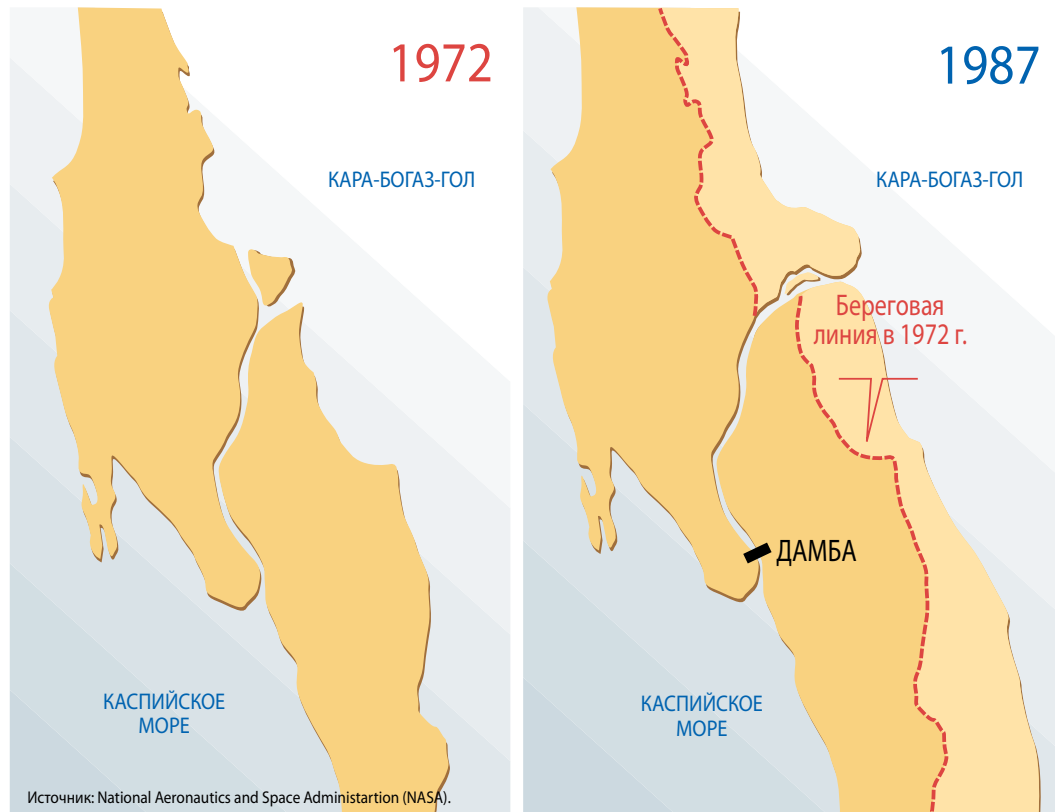 1972
КАРА-БОГАЗ-ГОЛ
КАСПИЙСКОЕ
МОРЕ
Источник: National Aeronautics and Space Administartion (NASA).
1987
КАРА-БОГАЗ-ГОЛ
Береговая
линия в 1972 г.
ДАМБА
КАСПИЙСКОЕ
МОРЕ